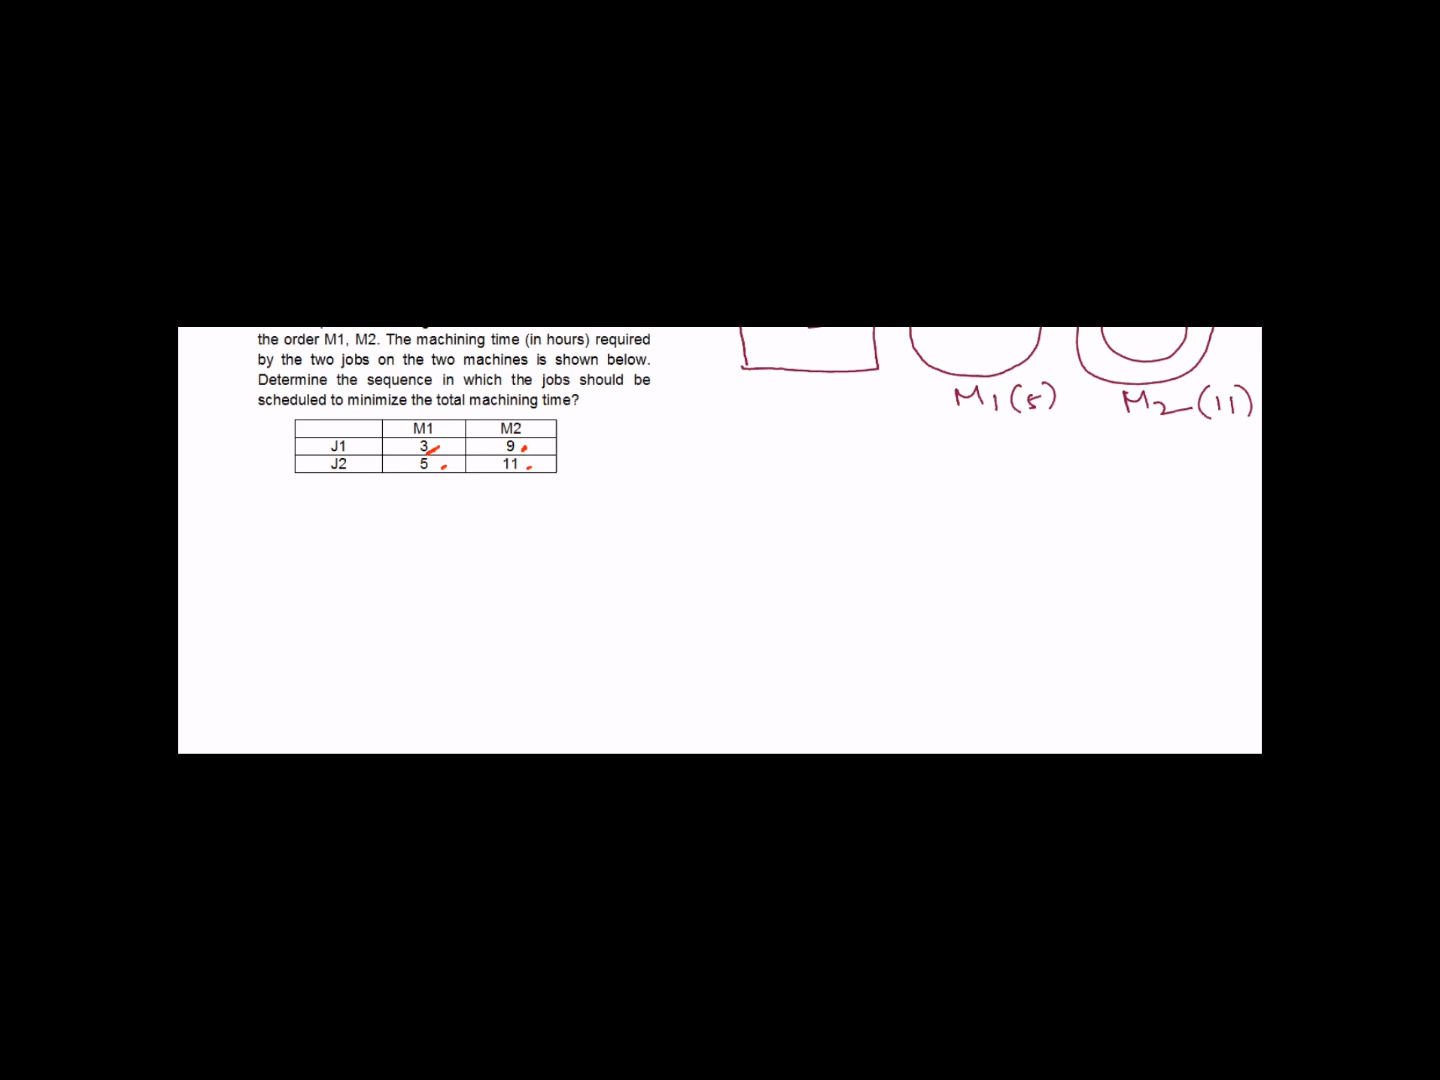 the order M1, M2. The machining time (in hours) required
by the two jobs on the two machines is shown below.
Determine the sequence in which the jobs should be
scheduled to minimize the total machining time?
M1 M2
J1 3 9
J2 5 11
M1(5) M2(11)